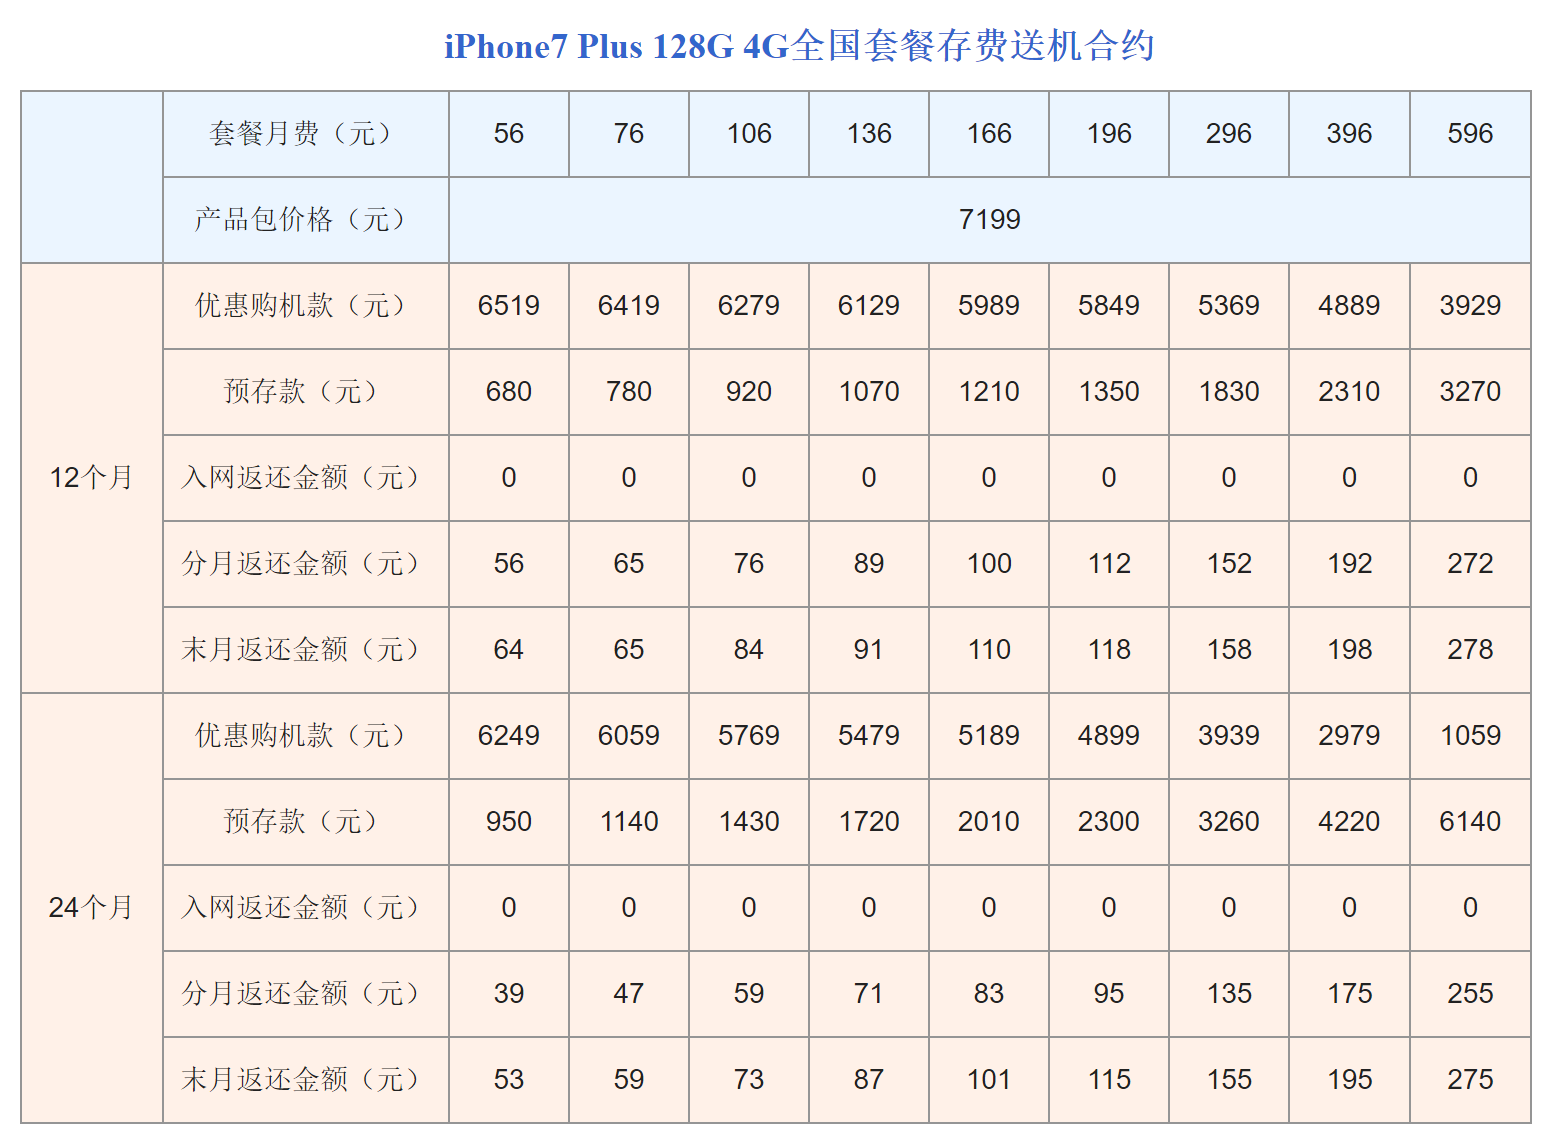 iPhone7 Plus 128G 4G全国套餐存费送机合约
套餐月费（元） 56 76 106 136 166 196 296 396 596
产品包价格（元） 7199
12个月
优惠购机款（元） 6519 6419 6279 6129 5989 5849 5369 4889 3929
预存款（元） 680 780 920 1070 1210 1350 1830 2310 3270
入网返还金额（元） 0 0 0 0 0 0 0 0 0
分月返还金额（元） 56 65 76 89 100 112 152 192 272
末月返还金额（元） 64 65 84 91 110 118 158 198 278
24个月
优惠购机款（元） 6249 6059 5769 5479 5189 4899 3939 2979 1059
预存款（元） 950 1140 1430 1720 2010 2300 3260 4220 6140
入网返还金额（元） 0 0 0 0 0 0 0 0 0
分月返还金额（元） 39 47 59 71 83 95 135 175 255
末月返还金额（元） 53 59 73 87 101 115 155 195 275